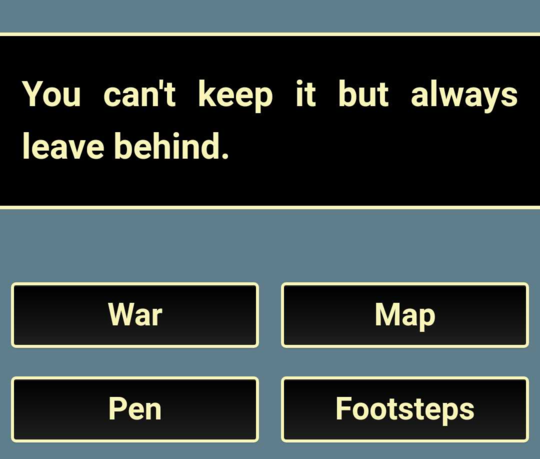 You can't keep it but always
leave behind.
War
Map
Pen
Footsteps